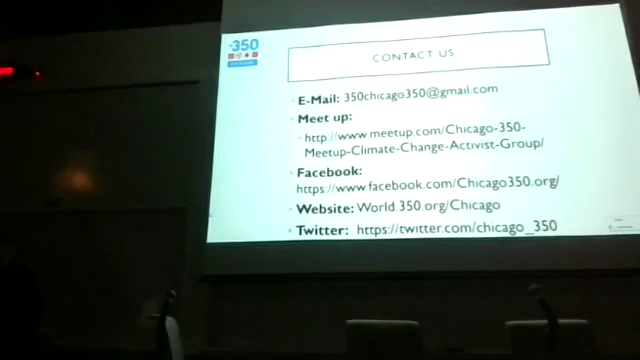 350
CONTACT US
E-Mail: 350chicago350@gmail.com
Meet up:
http://www.meetup.com/Chicago-350-
Meetup-Climate-Change-Activist-Group/
Facebook:
https://www.facebook.com/Chicago350.org/
Website: World.350.org/Chicago
Twitter: https://twitter.com/chicago_350